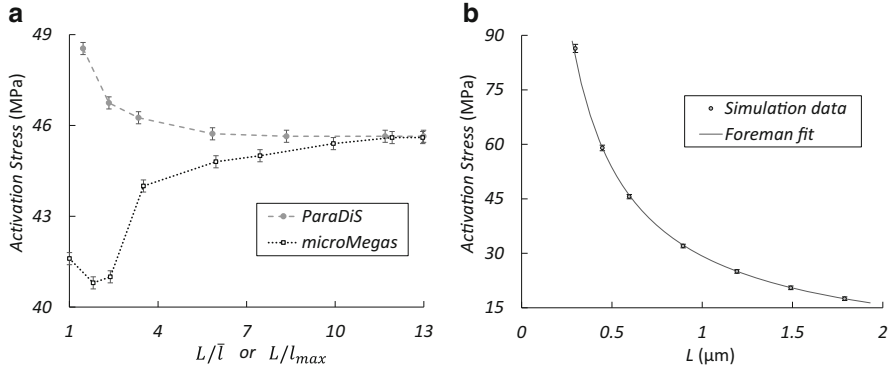 a
49
46
43
40
Activation Stress (MPa)
ParaDiS
microMegas
1 4 7 10 13
L/l̅ or L/l_max
b
90
75
60
45
30
15
Activation Stress (MPa)
Simulation data
Foreman fit
0 0.5 1 1.5 2
L (μm)